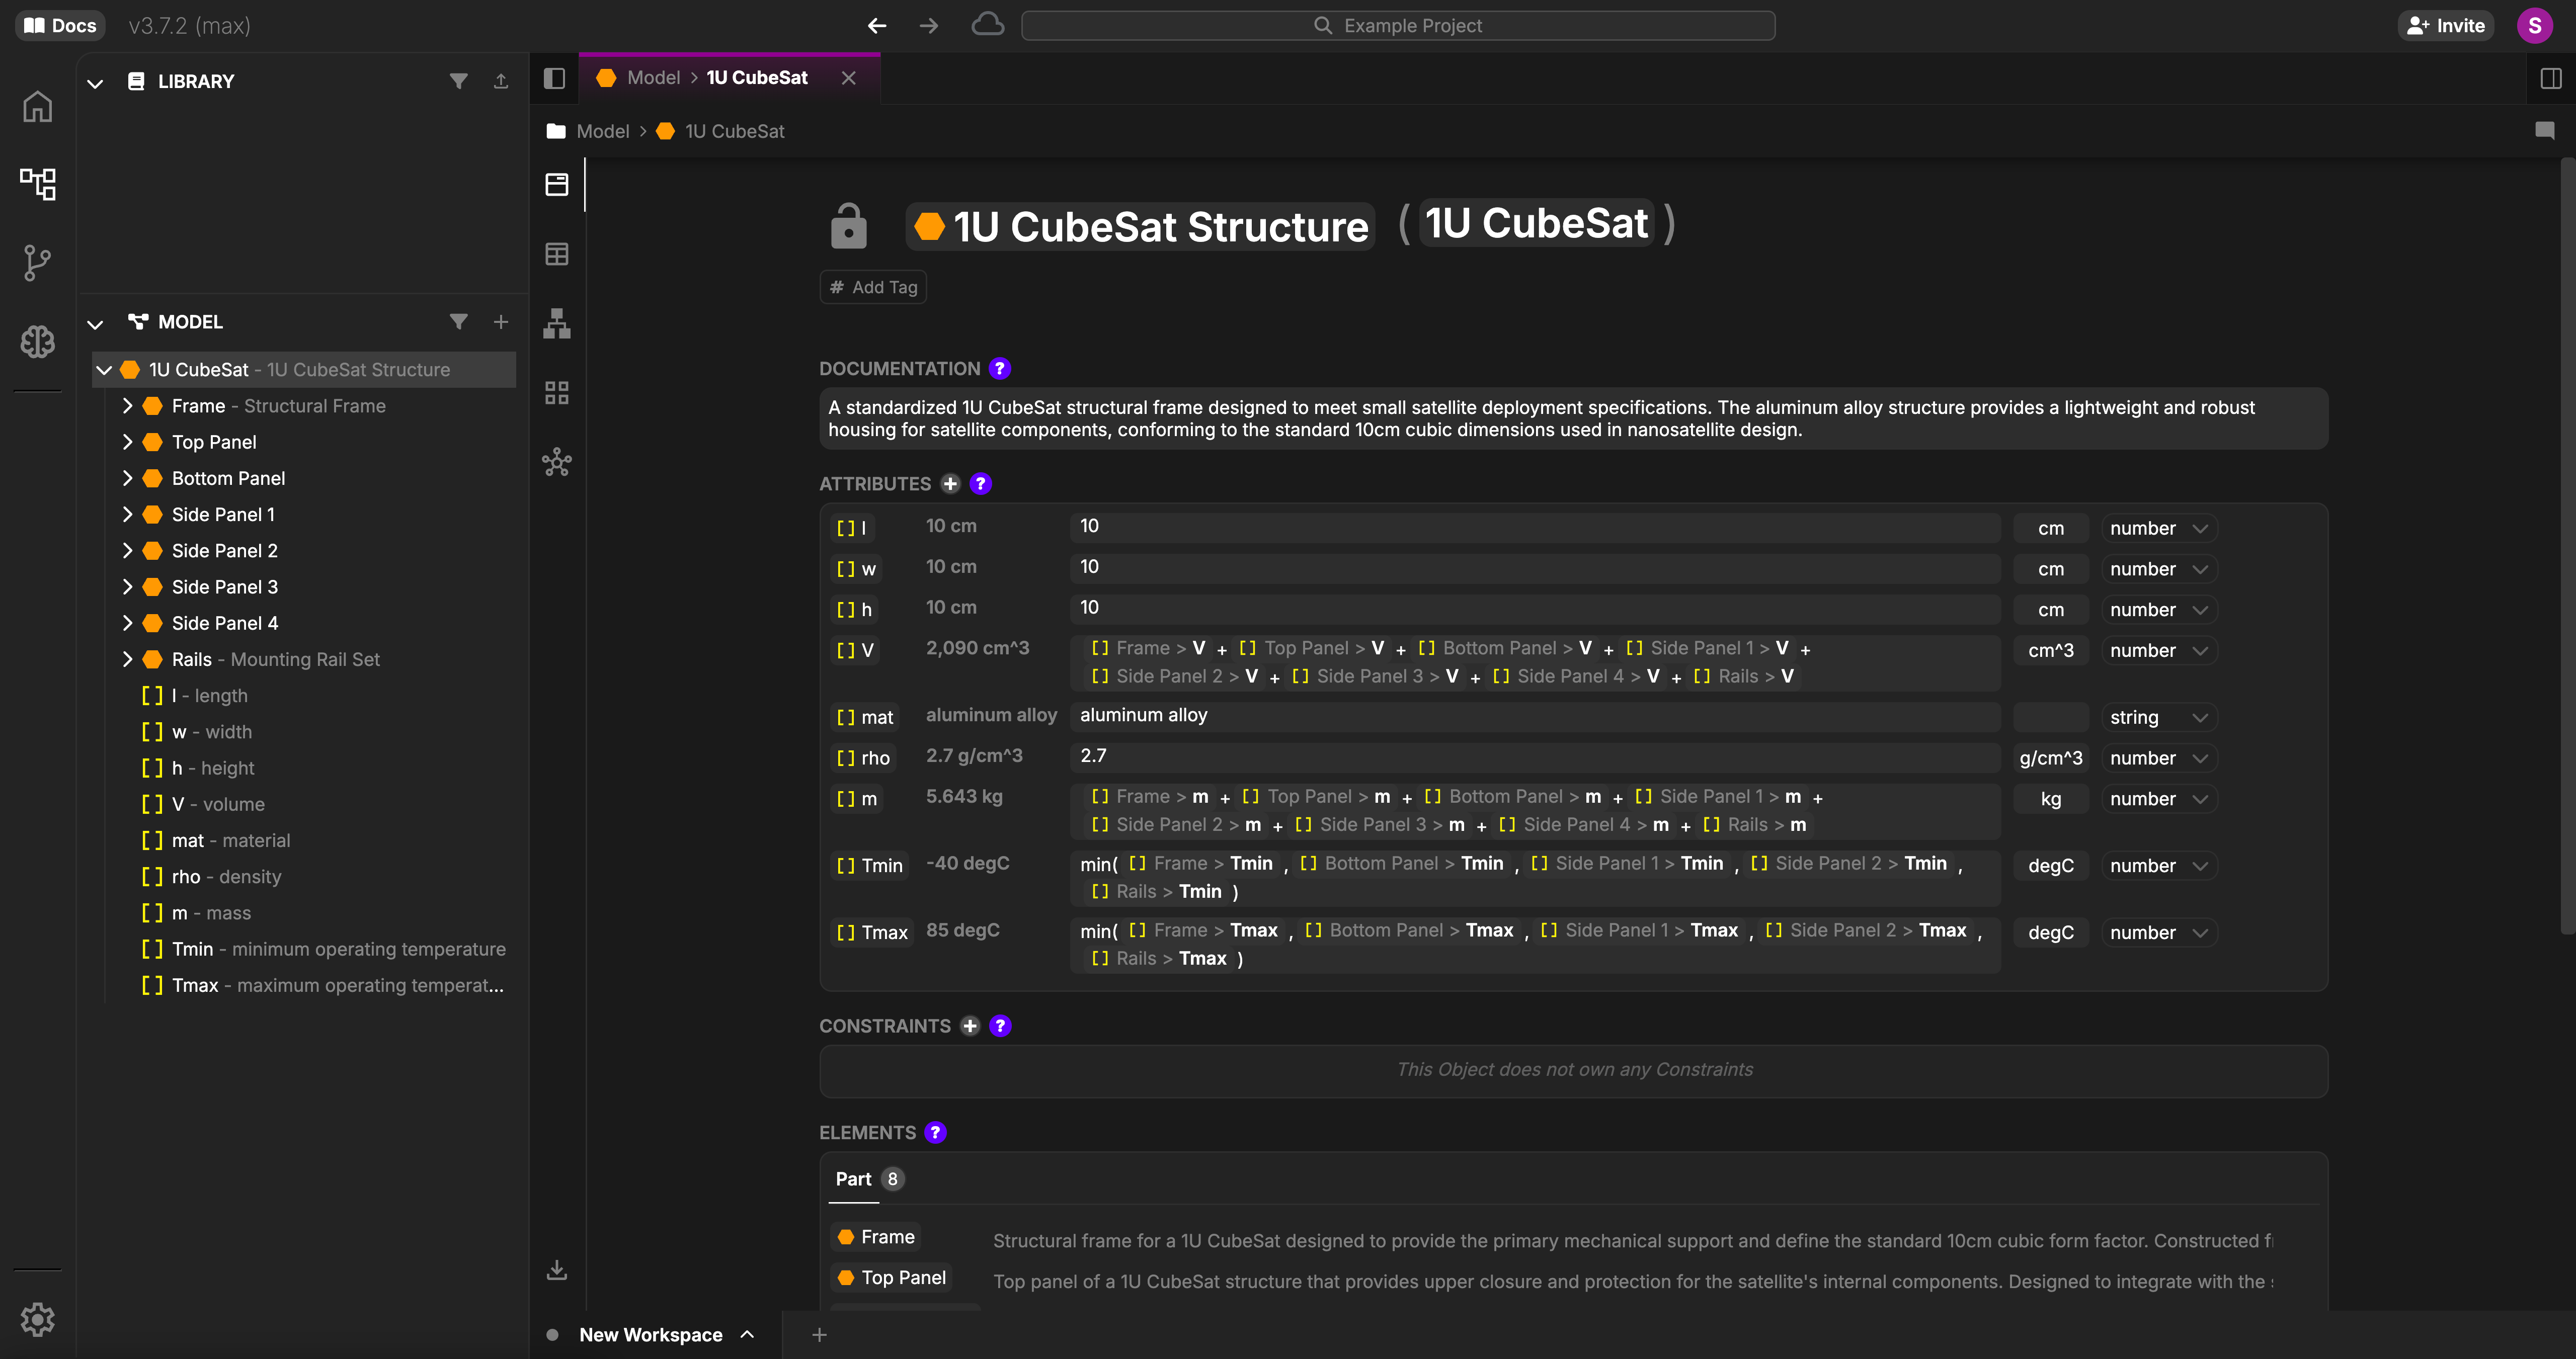 Docs v3.7.2 (max) Example Project Invite S
LIBRARY
Model > 1U CubeSat
Model > 1U CubeSat
MODEL
1U CubeSat - 1U CubeSat Structure
Frame - Structural Frame
Top Panel
Bottom Panel
Side Panel 1
Side Panel 2
Side Panel 3
Side Panel 4
Rails - Mounting Rail Set
[] l - length
[] w - width
[] h - height
[] V - volume
[] mat - material
[] rho - density
[] m - mass
[] Tmin - minimum operating temperature
[] Tmax - maximum operating temperat...
1U CubeSat Structure ( 1U CubeSat )
# Add Tag
DOCUMENTATION ?
A standardized 1U CubeSat structural frame designed to meet small satellite deployment specifications. The aluminum alloy structure provides a lightweight and robust
housing for satellite components, conforming to the standard 10cm cubic dimensions used in nanosatellite design.
ATTRIBUTES + ?
[] l 10 cm 10 cm number
[] w 10 cm 10 cm number
[] h 10 cm 10 cm number
[] V 2,090 cm^3 [] Frame > V + [] Top Panel > V + [] Bottom Panel > V + [] Side Panel 1 > V + cm^3 number
[] Side Panel 2 > V + [] Side Panel 3 > V + [] Side Panel 4 > V + [] Rails > V
[] mat aluminum alloy aluminum alloy string
[] rho 2.7 g/cm^3 2.7 g/cm^3 number
[] m 5.643 kg [] Frame > m + [] Top Panel > m + [] Bottom Panel > m + [] Side Panel 1 > m + kg number
[] Side Panel 2 > m + [] Side Panel 3 > m + [] Side Panel 4 > m + [] Rails > m
[] Tmin -40 degC min( [] Frame > Tmin , [] Bottom Panel > Tmin , [] Side Panel 1 > Tmin , [] Side Panel 2 > Tmin , degC number
[] Rails > Tmin )
[] Tmax 85 degC min( [] Frame > Tmax , [] Bottom Panel > Tmax , [] Side Panel 1 > Tmax , [] Side Panel 2 > Tmax , degC number
[] Rails > Tmax )
CONSTRAINTS + ?
This Object does not own any Constraints
ELEMENTS ?
Part 8
Frame Structural frame for a 1U CubeSat designed to provide the primary mechanical support and define the standard 10cm cubic form factor. Constructed
Top Panel Top panel of a 1U CubeSat structure that provides upper closure and protection for the satellite's internal components. Designed to integrate with the
New Workspace +